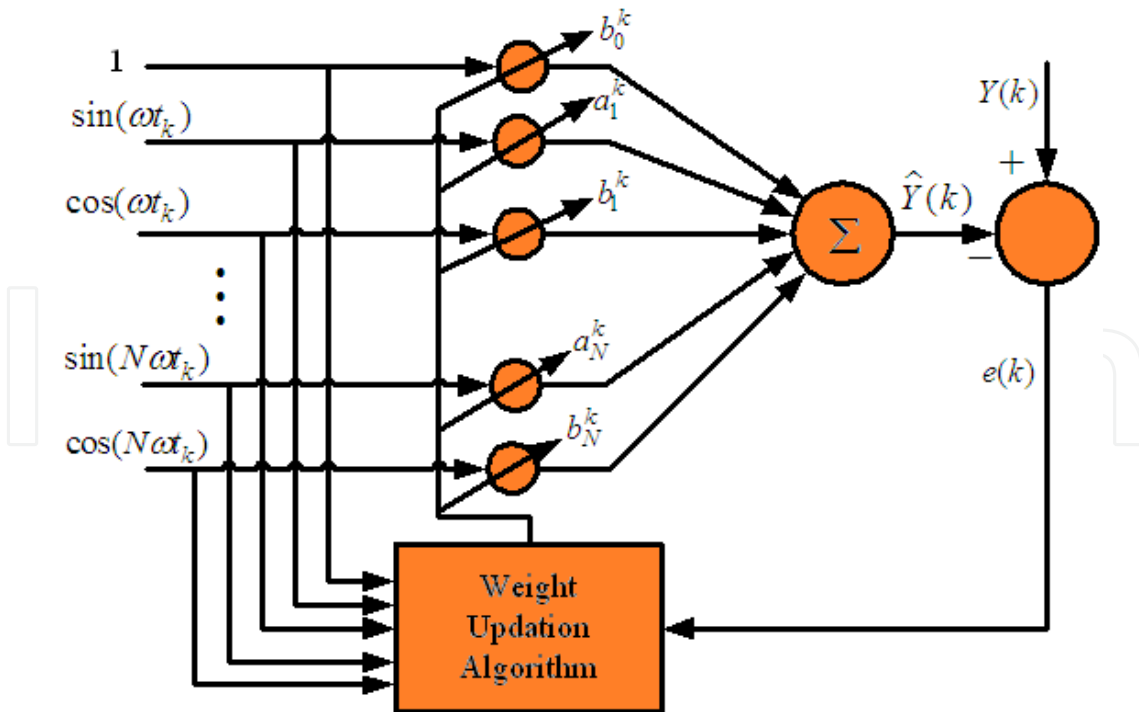 1
b_0^k
sin(ωt_k)
a_1^k
Y(k)
+
cos(ωt_k)
b_1^k
Σ
Ŷ(k)
−
⋮
sin(Nωt_k)
a_N^k
e(k)
cos(Nωt_k)
b_N^k
Weight
Updation
Algorithm